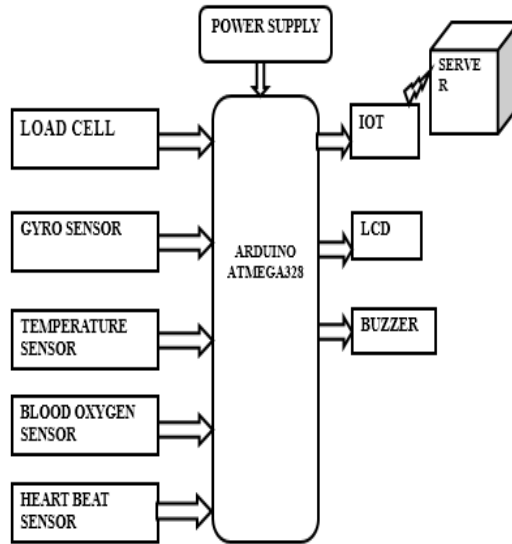 POWER SUPPLY
SERVE
R
LOAD CELL
IOT
GYRO SENSOR
LCD
ARDUINO
ATMEGA328
TEMPERATURE
SENSOR
BUZZER
BLOOD OXYGEN
SENSOR
HEART BEAT
SENSOR